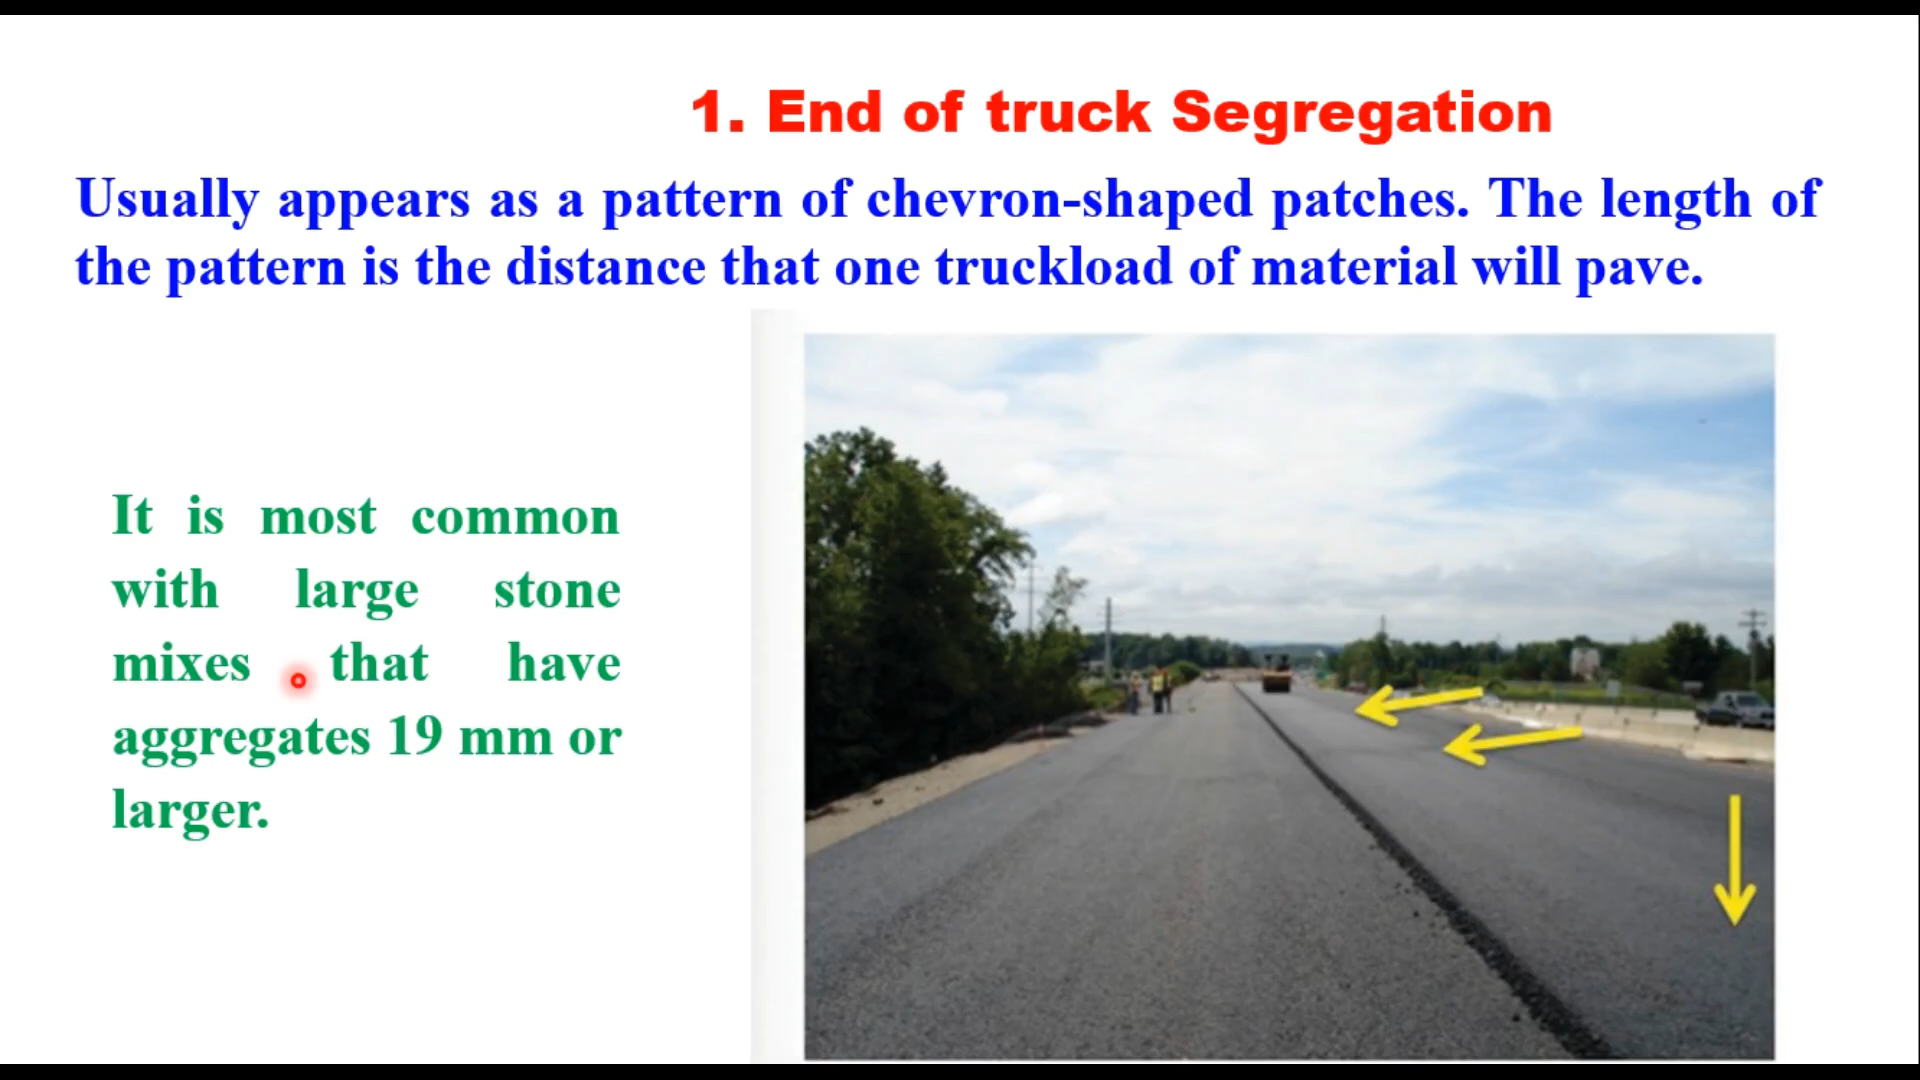 1. End of truck Segregation
Usually appears as a pattern of chevron-shaped patches. The length of
the pattern is the distance that one truckload of material will pave.
It is most common
with large stone
mixes that have
aggregates 19 mm or
larger.